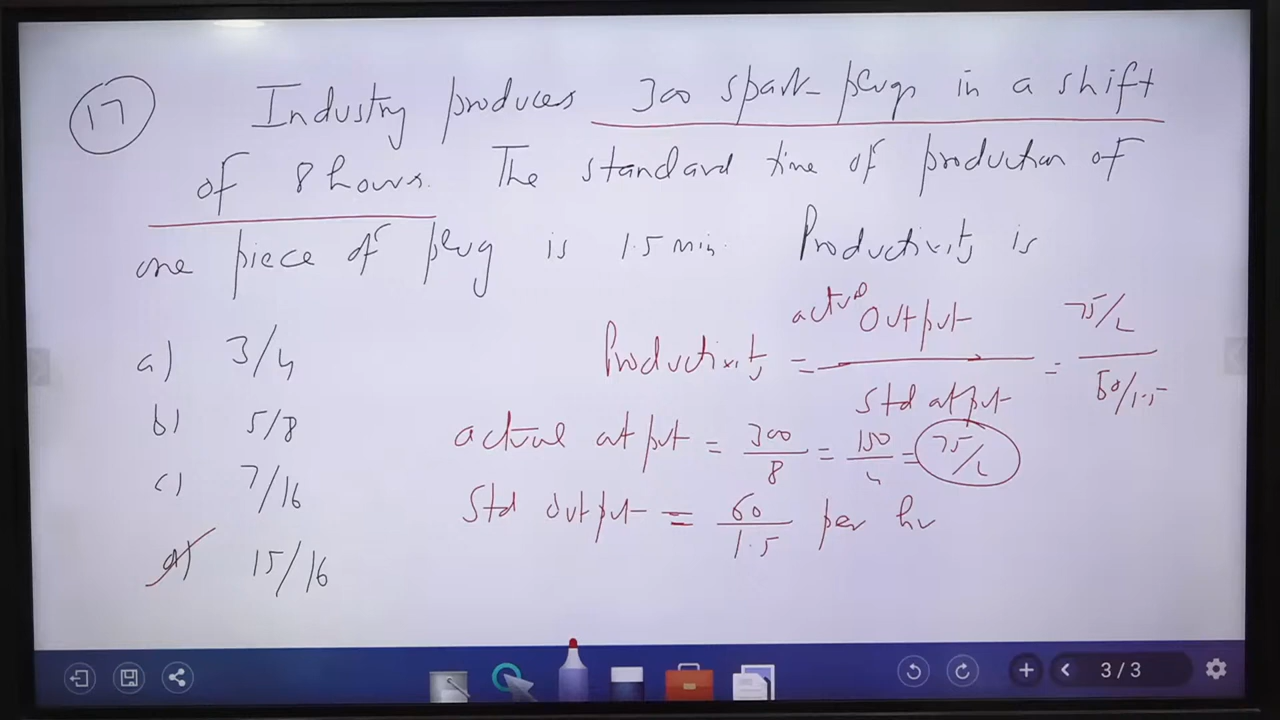 17 Industry produces 300 spark plugs in a shift
of 8 hours. The standard time of production of
one piece of plug is 1.5 min. Productivity is
a) 3/4
b) 5/8
c) 7/16
d) 15/16
Productivity = actual Output / Std output = 75/2 / 60/1.5
actual output = 300/8 = 150/4 = 75/2
Std output = 60/1.5 per hr
3/3